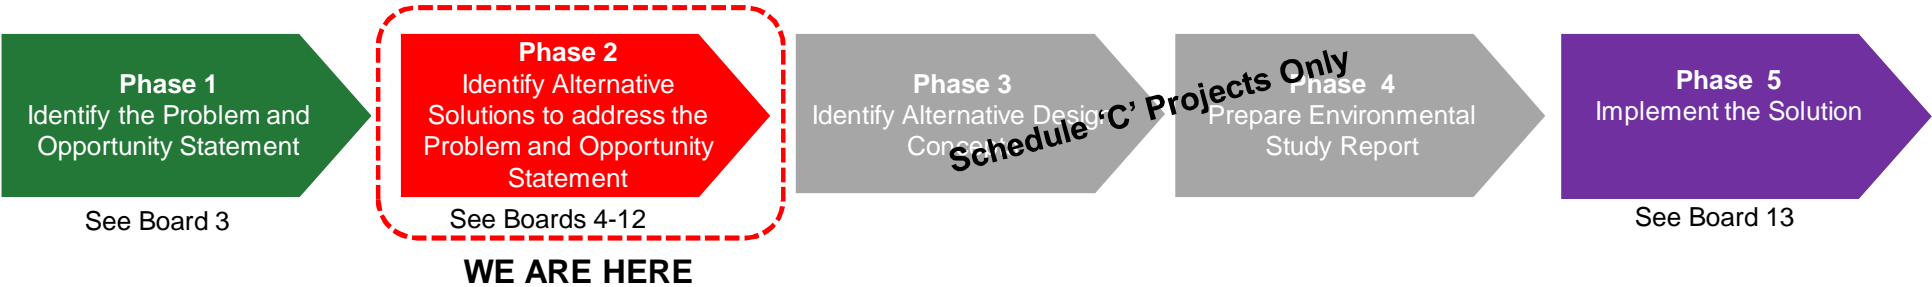 Phase 1
Identify the Problem and
Opportunity Statement
See Board 3
Phase 2
Identify Alternative
Solutions to address the
Problem and Opportunity
Statement
See Boards 4-12
WE ARE HERE
Phase 3
Identify Alternative Design
Concepts
Schedule ‘C’ Projects Only
Phase 4
Prepare Environmental
Study Report
Phase 5
Implement the Solution
See Board 13